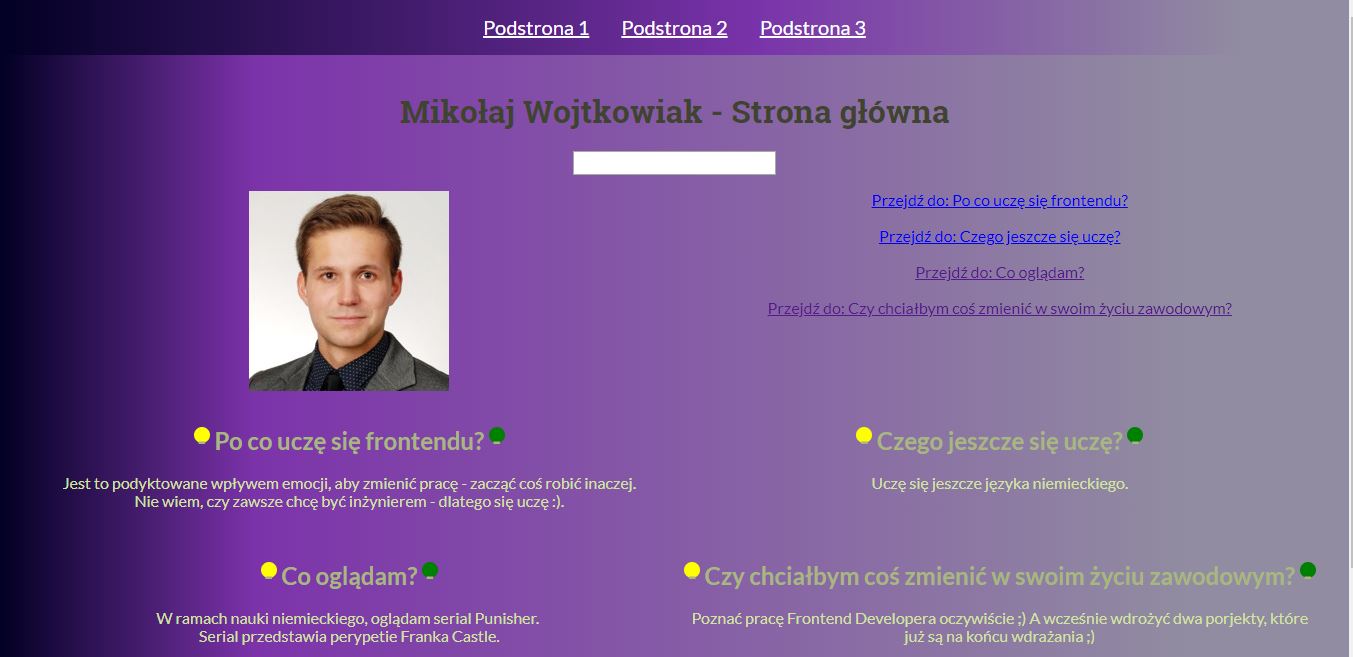 Podstrona 1 Podstrona 2 Podstrona 3
Mikołaj Wojtkowiak - Strona główna
Przejdź do: Po co uczę się frontendu?
Przejdź do: Czego jeszcze się uczę?
Przejdź do: Co oglądam?
Przejdź do: Czy chciałbym coś zmienić w swoim życiu zawodowym?
Po co uczę się frontendu?
Jest to podyktowane wpływem emocji, aby zmienić pracę - zacząć coś robić inaczej.
Nie wiem, czy zawsze chcę być inżynierem - dlatego się uczę :).
Czego jeszcze się uczę?
Uczę się jeszcze języka niemieckiego.
Co oglądam?
W ramach nauki niemieckiego, oglądam serial Punisher.
Serial przedstawia perypetie Franka Castle.
Czy chciałbym coś zmienić w swoim życiu zawodowym?
Poznać pracę Frontend Developera oczywiście ;) A wcześnie wdrożyć dwa porjekty, które
już są na końcu wdrażania ;)